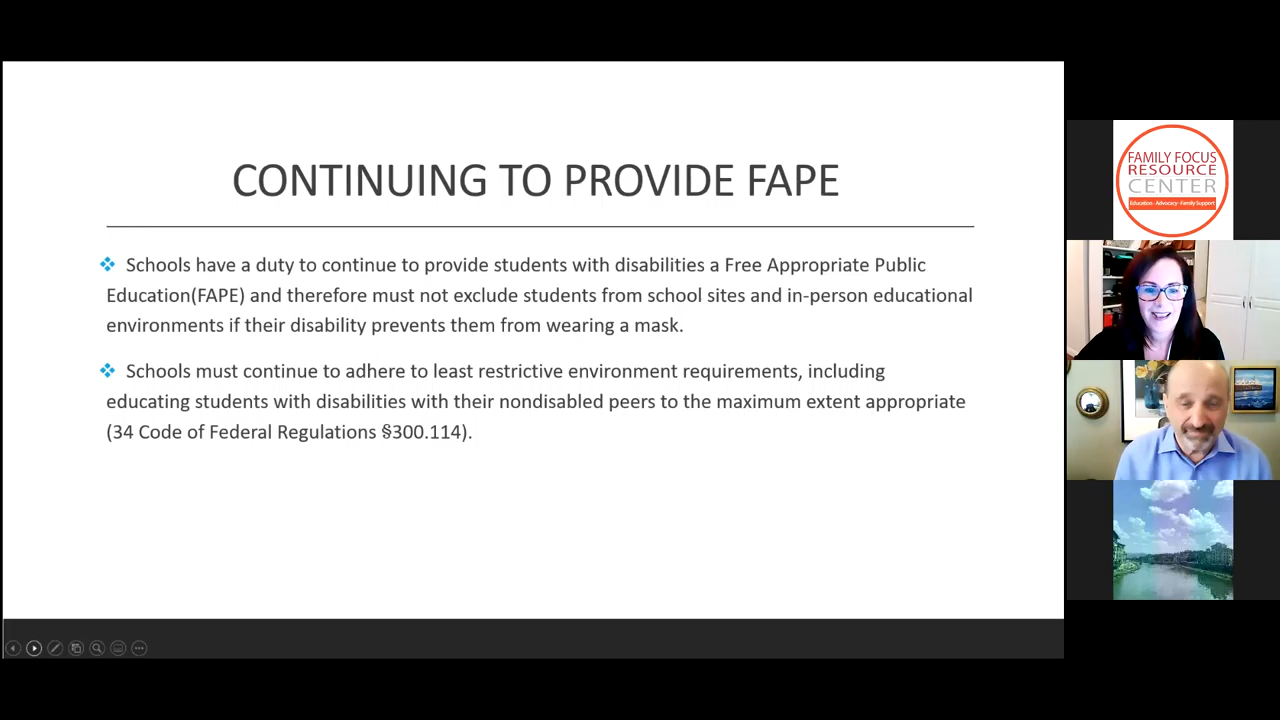 CONTINUING TO PROVIDE FAPE
❖ Schools have a duty to continue to provide students with disabilities a Free Appropriate Public
Education(FAPE) and therefore must not exclude students from school sites and in-person educational
environments if their disability prevents them from wearing a mask.
❖ Schools must continue to adhere to least restrictive environment requirements, including
educating students with disabilities with their nondisabled peers to the maximum extent appropriate
(34 Code of Federal Regulations §300.114).
FAMILY FOCUS
RESOURCE
CENTER
Education · Advocacy · Family Support